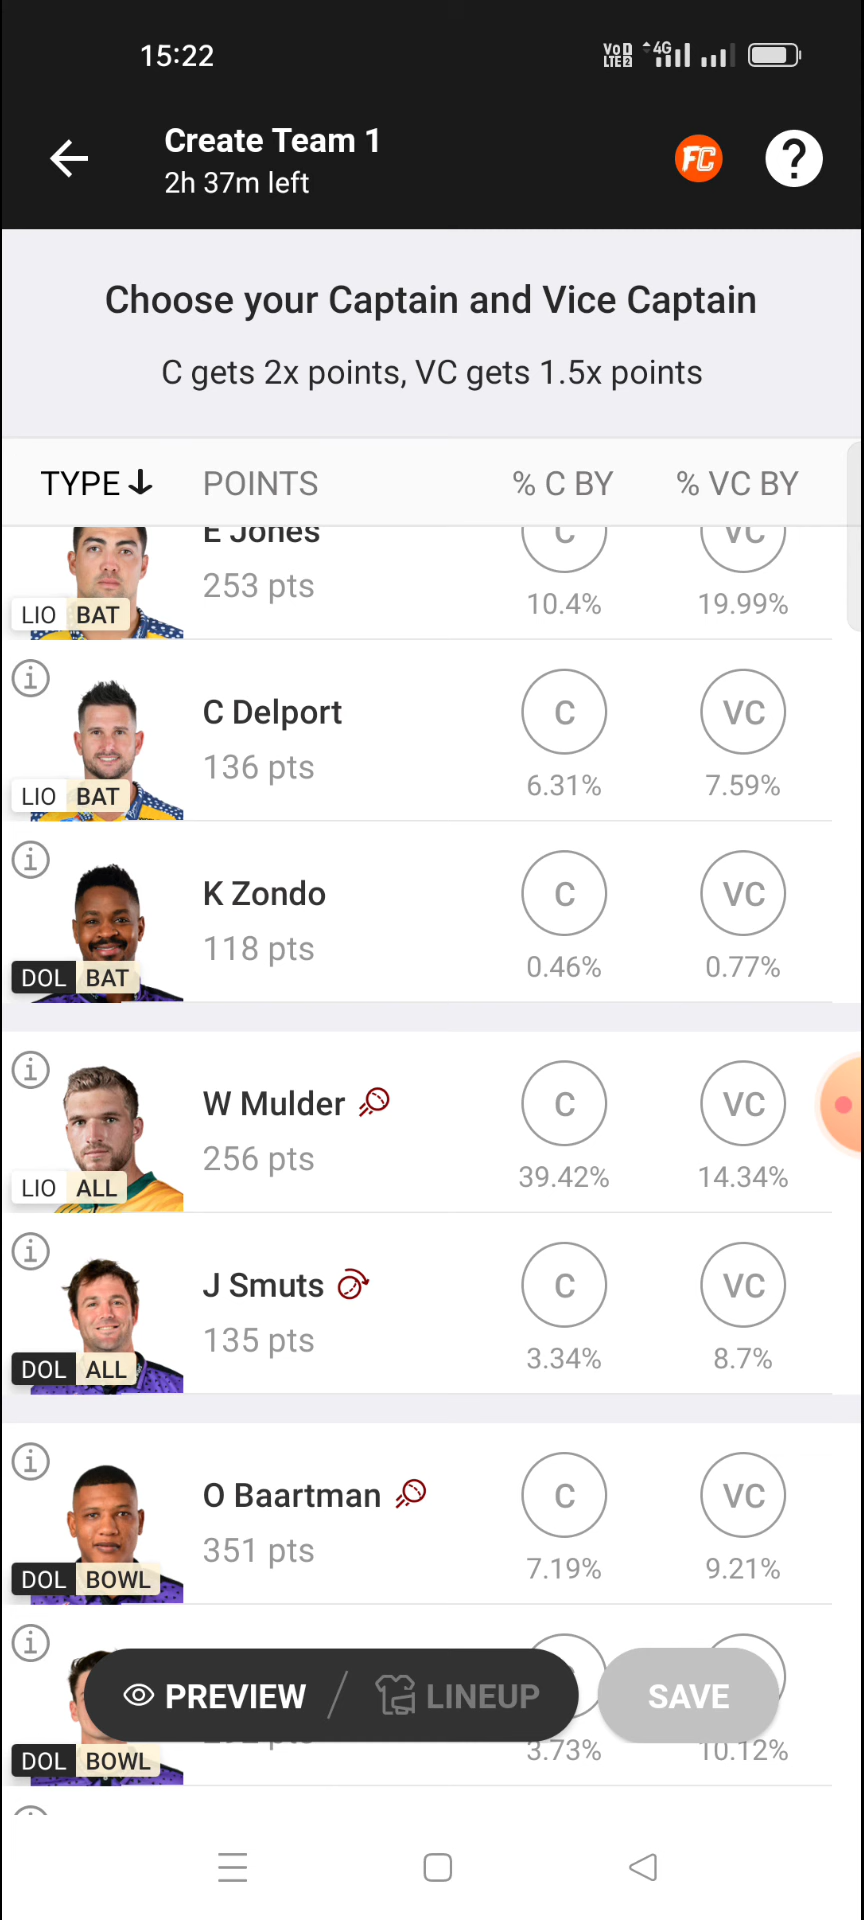 15:22
VoD LTE2 4G
Create Team 1
2h 37m left
FC
?
Choose your Captain and Vice Captain
C gets 2x points, VC gets 1.5x points
TYPE POINTS % C BY % VC BY
E Jones C VC
253 pts
10.4% 19.99%
LIO BAT
C Delport C VC
136 pts
6.31% 7.59%
LIO BAT
K Zondo C VC
118 pts
0.46% 0.77%
DOL BAT
W Mulder C VC
256 pts
39.42% 14.34%
LIO ALL
J Smuts C VC
135 pts
3.34% 8.7%
DOL ALL
O Baartman C VC
351 pts
7.19% 9.21%
DOL BOWL
PREVIEW / LINEUP SAVE
3.73% 10.12%
DOL BOWL